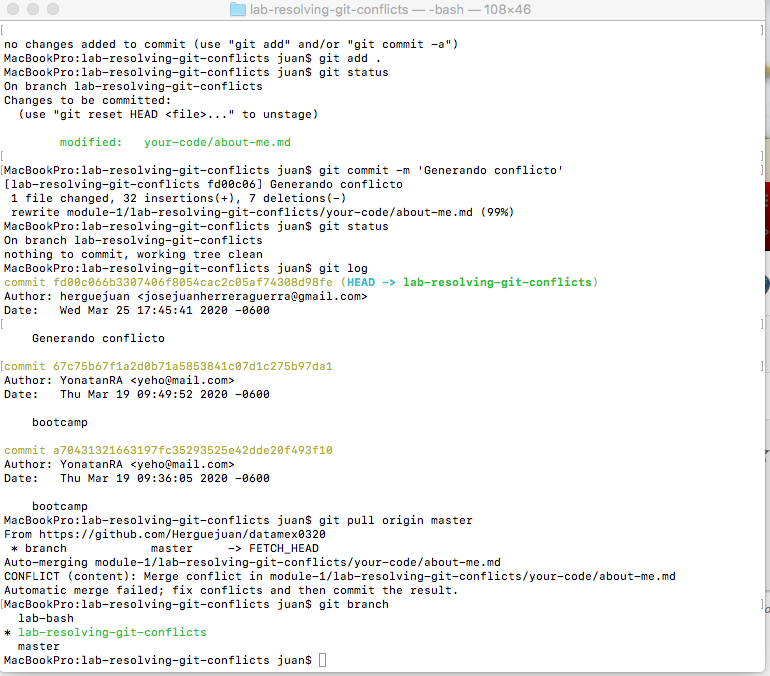 lab-resolving-git-conflicts — -bash — 108×46
no changes added to commit (use "git add" and/or "git commit -a")
MacBookPro:lab-resolving-git-conflicts juan$ git add .
MacBookPro:lab-resolving-git-conflicts juan$ git status
On branch lab-resolving-git-conflicts
Changes to be committed:
  (use "git reset HEAD <file>..." to unstage)
        modified:   your-code/about-me.md
[MacBookPro:lab-resolving-git-conflicts juan$ git commit -m 'Generando conflicto'
[lab-resolving-git-conflicts fd00c06] Generando conflicto
 1 file changed, 32 insertions(+), 7 deletions(-)
 rewrite module-1/lab-resolving-git-conflicts/your-code/about-me.md (99%)
MacBookPro:lab-resolving-git-conflicts juan$ git status
On branch lab-resolving-git-conflicts
nothing to commit, working tree clean
MacBookPro:lab-resolving-git-conflicts juan$ git log
commit fd00c066b3307406f8054cac2c05af74308d98fe (HEAD -> lab-resolving-git-conflicts)
Author: herguejuan <josejuanherreraguerra@gmail.com>
Date:   Wed Mar 25 17:45:41 2020 -0600
    Generando conflicto
[commit 67c75b67f1a2d0b71a5853841c07d1c275b97da1 ]
Author: YonatanRA <yeho@mail.com>
Date:   Thu Mar 19 09:49:52 2020 -0600
    bootcamp
commit a70431321663197fc35293525e42dde20f493f10
Author: YonatanRA <yeho@mail.com>
Date:   Thu Mar 19 09:36:05 2020 -0600
    bootcamp
MacBookPro:lab-resolving-git-conflicts juan$ git pull origin master
From https://github.com/Herguejuan/datamex0320
 * branch            master     -> FETCH_HEAD
Auto-merging module-1/lab-resolving-git-conflicts/your-code/about-me.md
CONFLICT (content): Merge conflict in module-1/lab-resolving-git-conflicts/your-code/about-me.md
Automatic merge failed; fix conflicts and then commit the result.
[MacBookPro:lab-resolving-git-conflicts juan$ git branch ]
  lab-bash
* lab-resolving-git-conflicts
  master
MacBookPro:lab-resolving-git-conflicts juan$